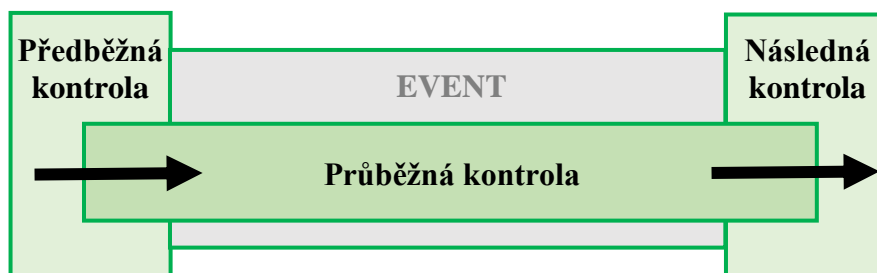 Předběžná
kontrola
EVENT
Průběžná kontrola
Následná
kontrola